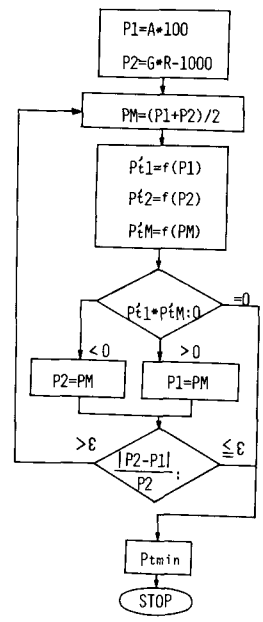 P1=A*100
P2=G*R-1000
PM=(P1+P2)/2
P't1=f(P1)
P't2=f(P2)
P'tM=f(PM)
P't1*P'tM:0
=0
<0
>0
P2=PM
P1=PM
>ε
|P2-P1|
P2
:
≦ε
Ptmin
STOP